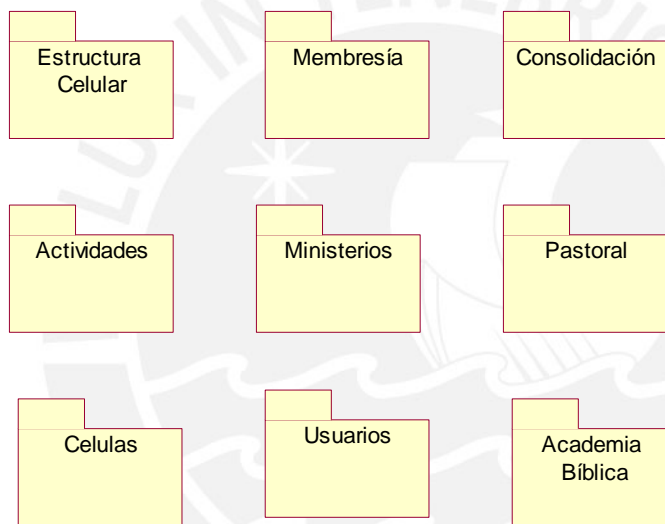 Estructura
Celular
Membresía
Consolidación
Actividades
Ministerios
Pastoral
Celulas
Usuarios
Academia
Bíblica